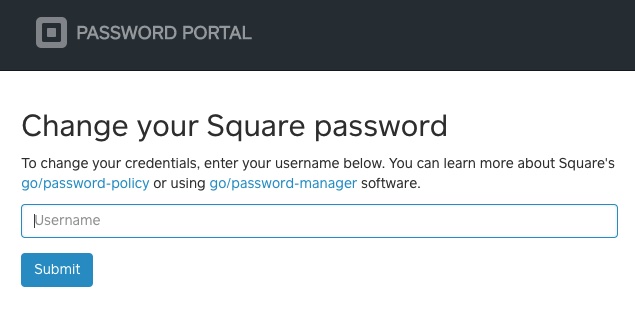 PASSWORD PORTAL
Change your Square password
To change your credentials, enter your username below. You can learn more about Square's
go/password-policy or using go/password-manager software.
Username
Submit